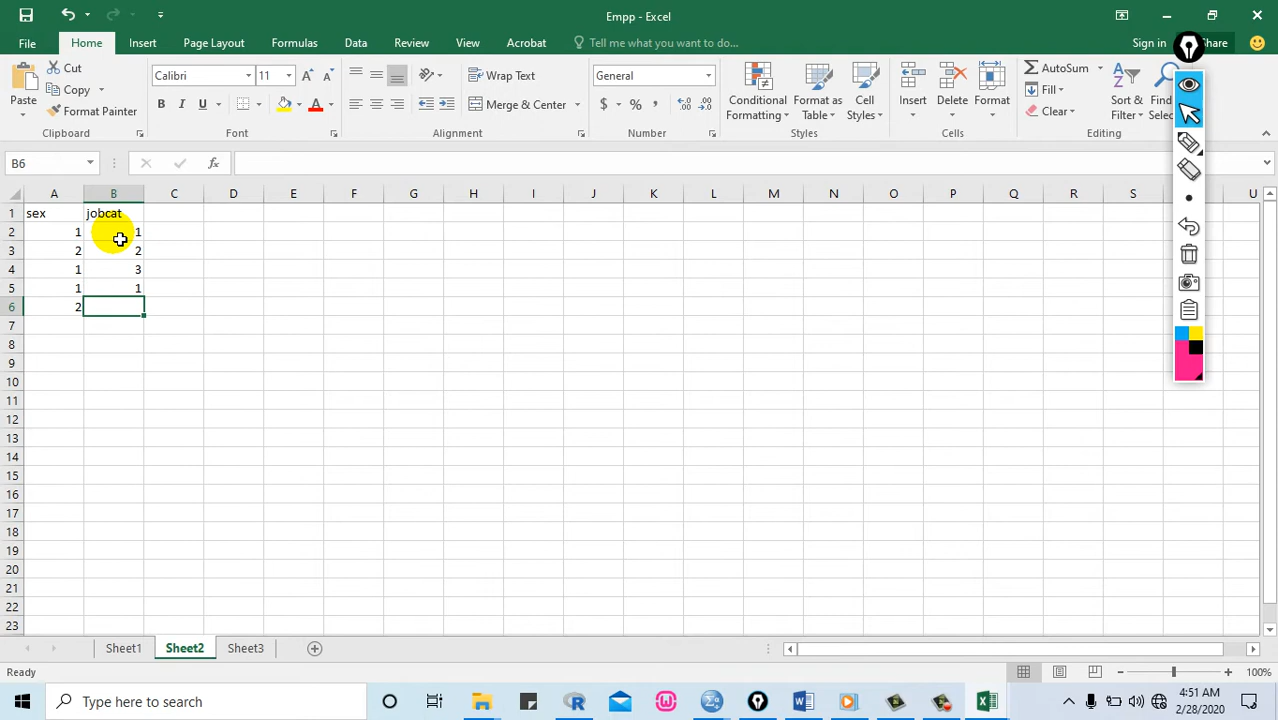 Empp - Excel
File Home Insert Page Layout Formulas Data Review View Acrobat Tell me what you want to do... Sign in Share
Paste Cut Copy Format Painter
Calibri 11 A A
B I U A
Wrap Text
Merge & Center
General
$ % ,
Conditional Formatting Format as Table Cell Styles
Insert Delete Format
AutoSum
Fill
Clear
Sort & Filter Find Selec
Clipboard Font Alignment Number Styles Cells Editing
B6 fx
A B C D E F G H I J K L M N O P Q R S U
1 sex jobcat
2 1 1
3 2 2
4 1 3
5 1 1
6 2
7
8
9
10
11
12
13
14
15
16
17
18
19
20
21
22
23
Sheet1 Sheet2 Sheet3
Ready 100%
Type here to search
4:51 AM
2/28/2020